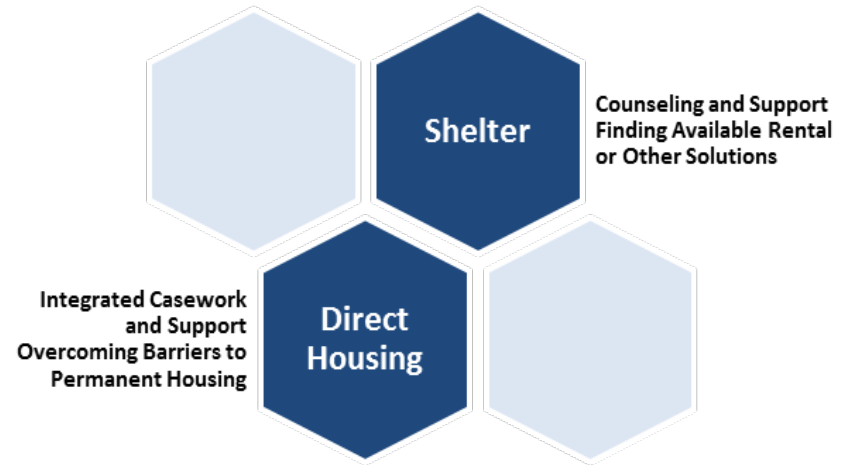 Shelter
Counseling and Support
Finding Available Rental
or Other Solutions
Integrated Casework
and Support
Overcoming Barriers to
Permanent Housing
Direct
Housing